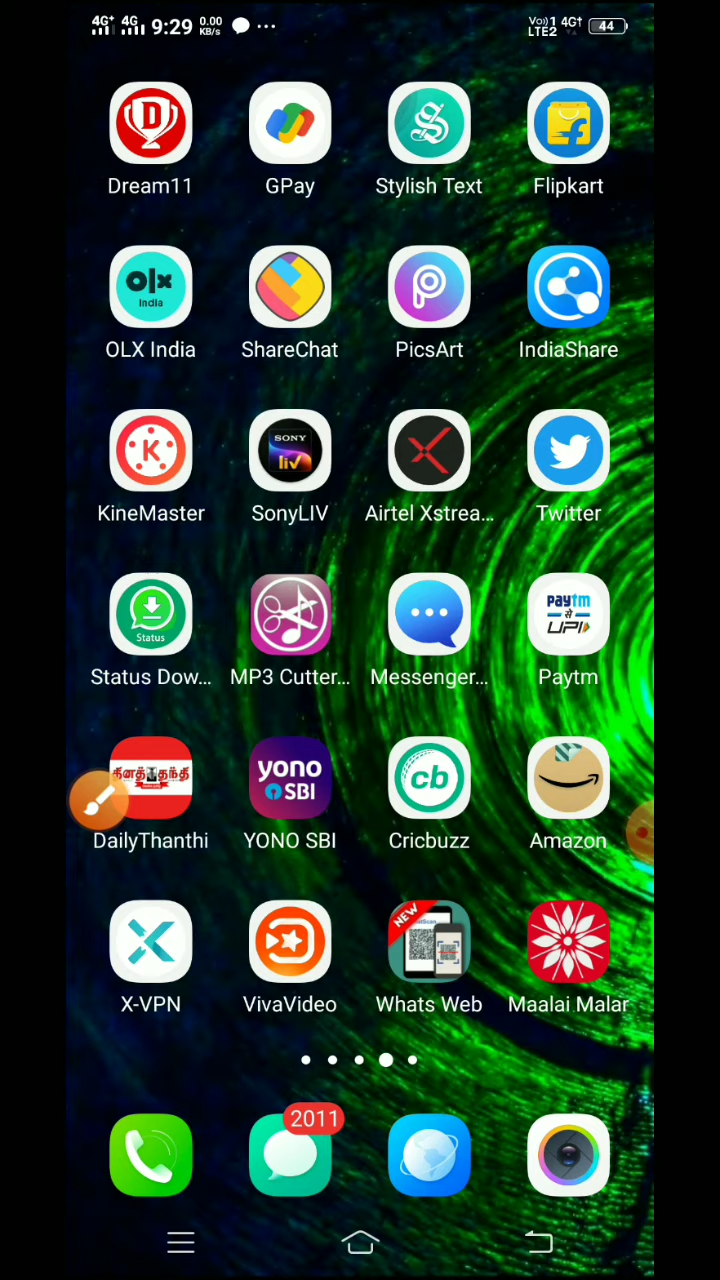 4G+ 4G 9:29 0.00 KB/s
Vo) 1 LTE2 4G↑ 44
D
S
Dream11 GPay Stylish Text Flipkart
olx
India
OLX India ShareChat PicsArt IndiaShare
K
SONY
liv
KineMaster SonyLIV Airtel Xstrea... Twitter
Status
paytm
से
UPI
Status Dow... MP3 Cutter... Messenger... Paytm
தினத்தந்தி
yono
SBI
cb
DailyThanthi YONO SBI Cricbuzz Amazon
NEW
X-VPN VivaVideo Whats Web Maalai Malar
2011